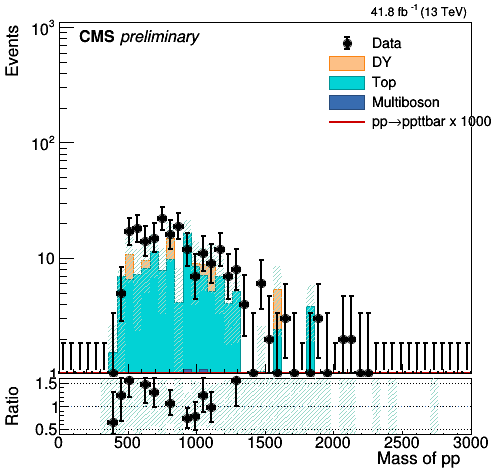 41.8 fb⁻¹ (13 TeV)
CMS preliminary
Events
10³
10²
10
1
Data
DY
Top
Multiboson
pp→ppttbar x 1000
Ratio
1.5
1
0.5
0 500 1000 1500 2000 2500 3000
Mass of pp